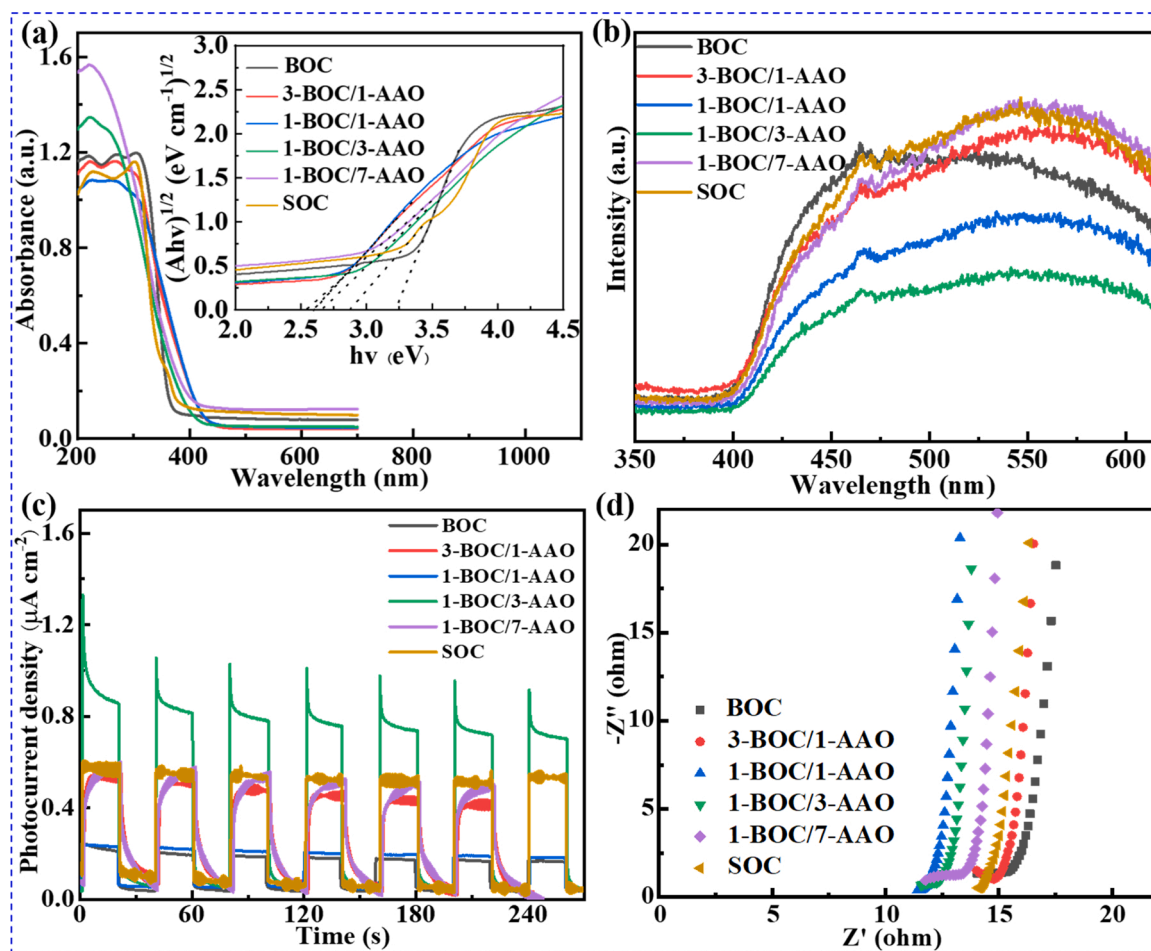 (a)
1.6
1.2
0.8
0.4
0.0
Absorbance (a.u.)
200 400 600 800 1000
Wavelength (nm)
3.0
2.5
2.0
1.5
1.0
0.5
0.0
(Ahν)1/2 (eV cm⁻¹)1/2
2.0 2.5 3.0 3.5 4.0 4.5
hν (eV)
BOC
3-BOC/1-AAO
1-BOC/1-AAO
1-BOC/3-AAO
1-BOC/7-AAO
SOC
(b)
Intensity (a.u.)
BOC
3-BOC/1-AAO
1-BOC/1-AAO
1-BOC/3-AAO
1-BOC/7-AAO
SOC
350 400 450 500 550 600
Wavelength (nm)
(c)
1.6
1.2
0.8
0.4
0.0
Photocurrent density (μA cm⁻²)
BOC
3-BOC/1-AAO
1-BOC/1-AAO
1-BOC/3-AAO
1-BOC/7-AAO
SOC
0 60 120 180 240
Time (s)
(d)
20
15
10
5
0
-Z'' (ohm)
BOC
3-BOC/1-AAO
1-BOC/1-AAO
1-BOC/3-AAO
1-BOC/7-AAO
SOC
0 5 10 15 20
Z' (ohm)